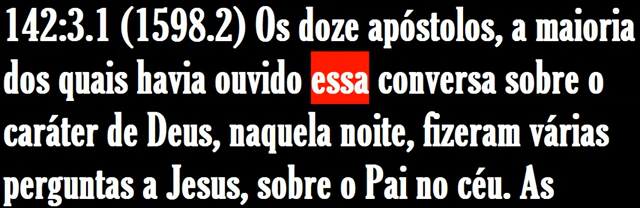 142:3.1 (1598.2) Os doze apóstolos, a maioria
dos quais havia ouvido essa conversa sobre o
caráter de Deus, naquela noite, fizeram várias
perguntas a Jesus, sobre o Pai no céu. As